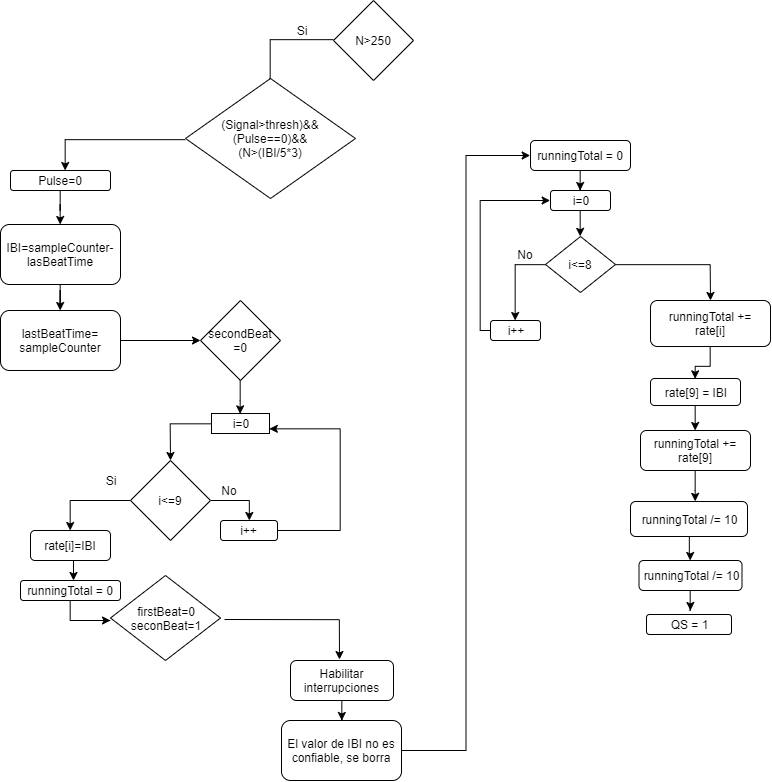 N>250
Si
(Signal>thresh)&&
(Pulse==0)&&
(N>(IBI/5*3)
Pulse=0
IBI=sampleCounter-
lasBeatTime
lastBeatTime=
sampleCounter
secondBeat
=0
i=0
i<=9
Si
No
i++
rate[i]=IBI
runningTotal = 0
firstBeat=0
seconBeat=1
Habilitar
interrupciones
El valor de IBI no es
confiable, se borra
runningTotal = 0
i=0
i<=8
No
i++
runningTotal +=
rate[i]
rate[9] = IBI
runningTotal +=
rate[9]
runningTotal /= 10
runningTotal /= 10
QS = 1